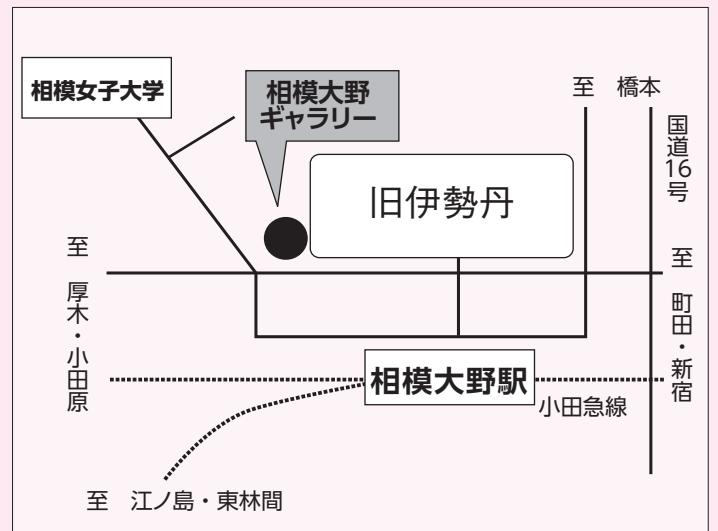 相模女子大学
相模大野
ギャラリー
至 橋本
国道16号
旧伊勢丹
至 厚木・小田原
至 町田・新宿
相模大野駅
小田急線
至 江ノ島・東林間